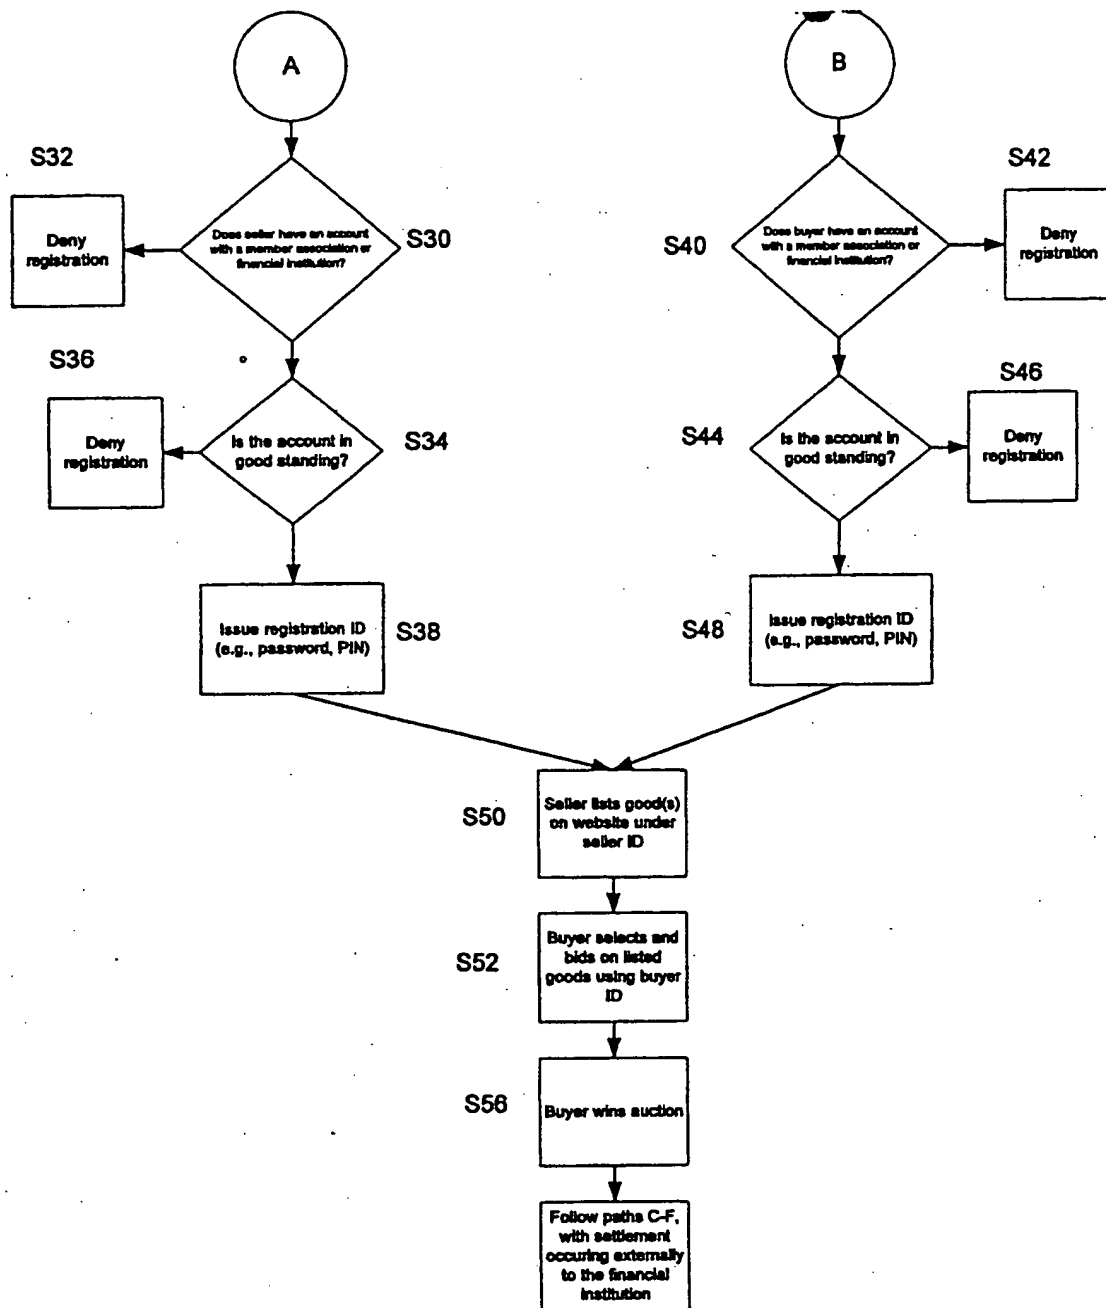 A
B
S32
S42
Deny
registration
Does seller have an account
with a member association or
financial institution?
S30
S40
Does buyer have an account
with a member association or
financial institution?
Deny
registration
S36
S46
Deny
registration
Is the account in
good standing?
S34
S44
Is the account in
good standing?
Deny
registration
Issue registration ID
(e.g., password, PIN)
S38
S48
Issue registration ID
(e.g., password, PIN)
S50
Seller lists good(s)
on website under
seller ID
S52
Buyer selects and
bids on listed
goods using buyer
ID
S56
Buyer wins auction
Follow paths C-F,
with settlement
occuring externally
to the financial
institution